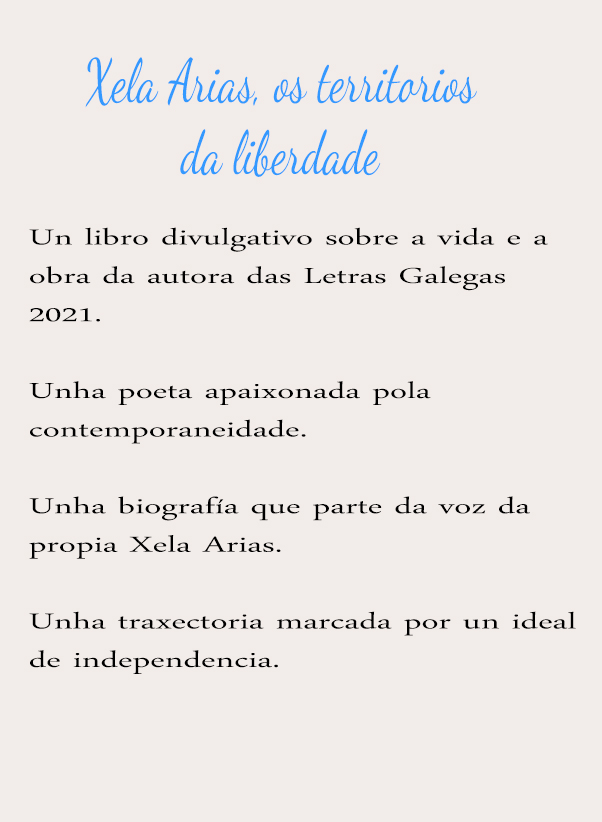 Xela Arias, os territorios
da liberdade
Un libro divulgativo sobre a vida e a
obra da autora das Letras Galegas
2021.
Unha poeta apaixonada pola
contemporaneidade.
Unha biografía que parte da voz da
propia Xela Arias.
Unha traxectoria marcada por un ideal
de independencia.